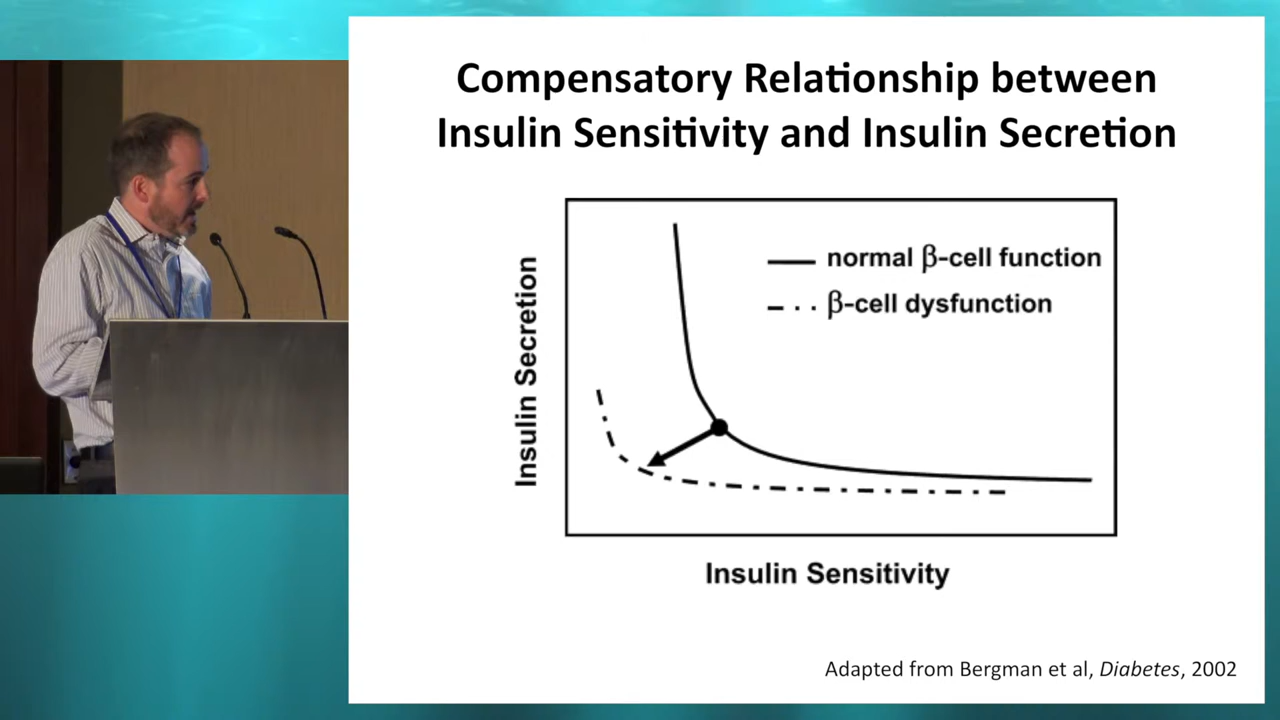 Compensatory Relationship between
Insulin Sensitivity and Insulin Secretion
Insulin Secretion
normal β-cell function
β-cell dysfunction
Insulin Sensitivity
Adapted from Bergman et al, Diabetes, 2002